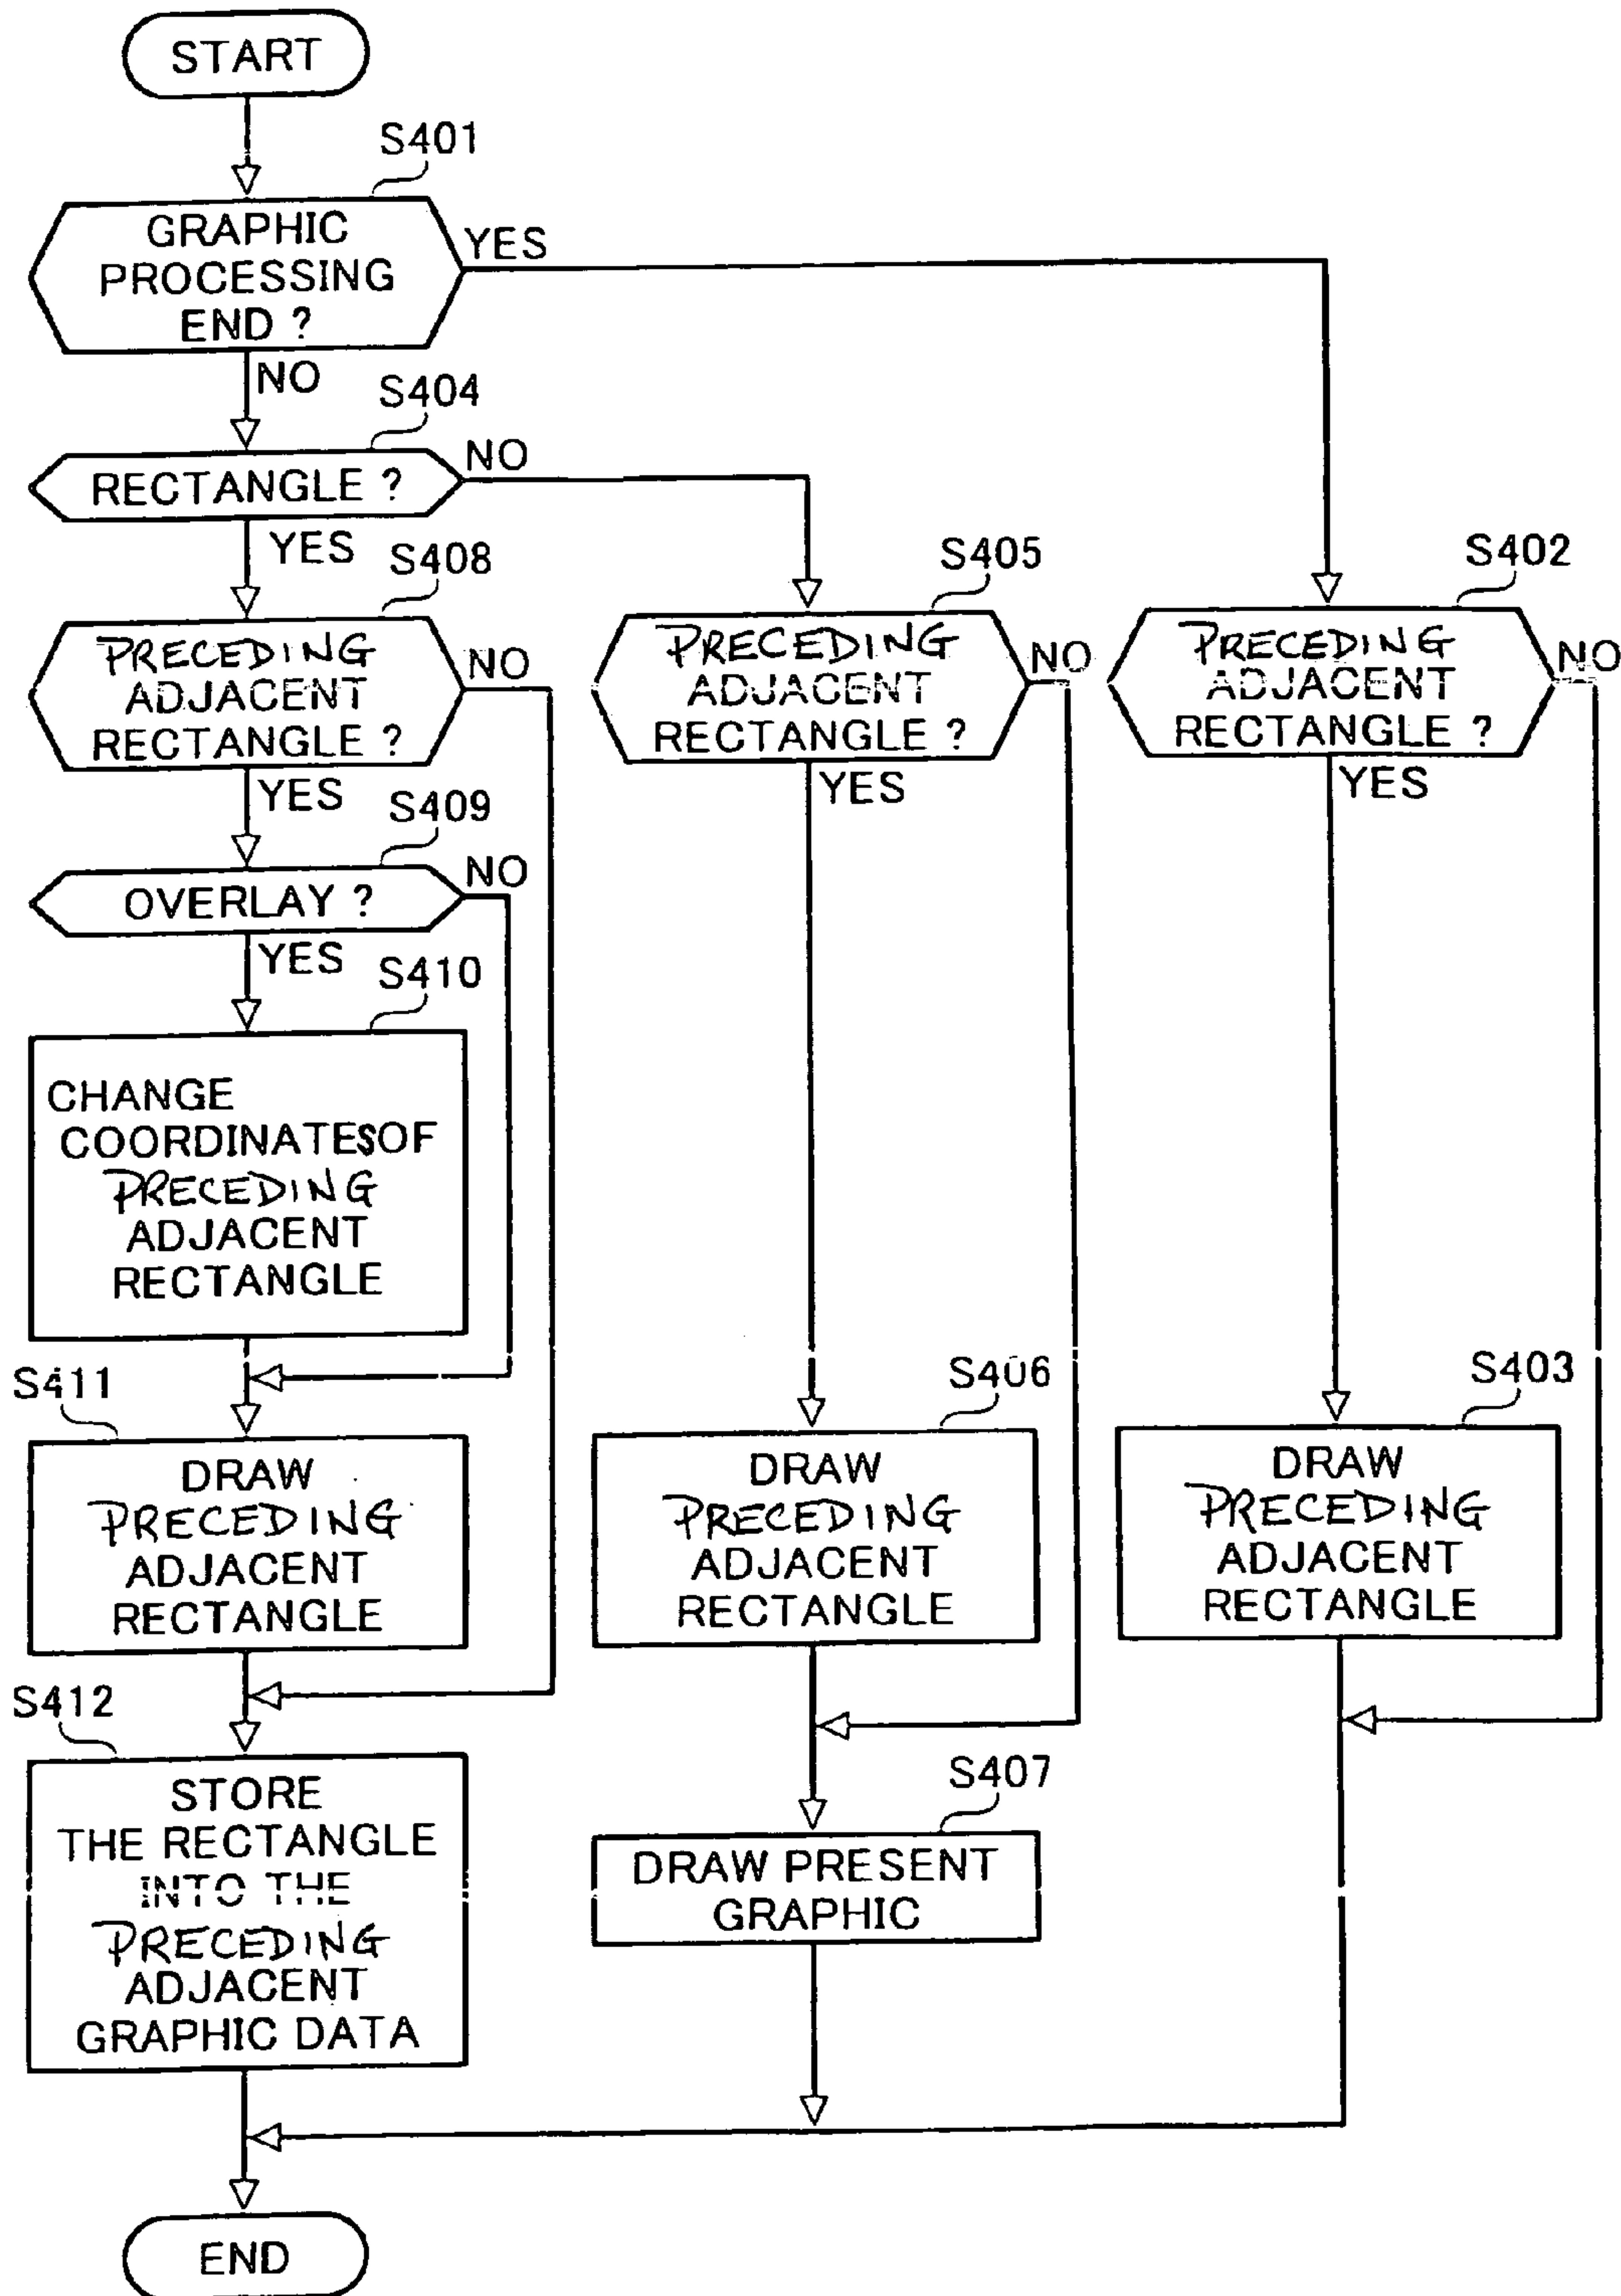 START
S401
GRAPHIC
PROCESSING
END ?
YES
NO
S404
RECTANGLE ?
NO
YES
S408
PRECEDING
ADJACENT
RECTANGLE ?
NO
YES
S409
OVERLAY ?
NO
YES
S410
CHANGE
COORDINATESOF
PRECEDING
ADJACENT
RECTANGLE
S411
DRAW
PRECEDING
ADJACENT
RECTANGLE
S412
STORE
THE RECTANGLE
INTO THE
PRECEDING
ADJACENT
GRAPHIC DATA
S405
PRECEDING
ADJACENT
RECTANGLE ?
NO
YES
S406
DRAW
PRECEDING
ADJACENT
RECTANGLE
S407
DRAW PRESENT
GRAPHIC
S402
PRECEDING
ADJACENT
RECTANGLE ?
NO
YES
S403
DRAW
PRECEDING
ADJACENT
RECTANGLE
END